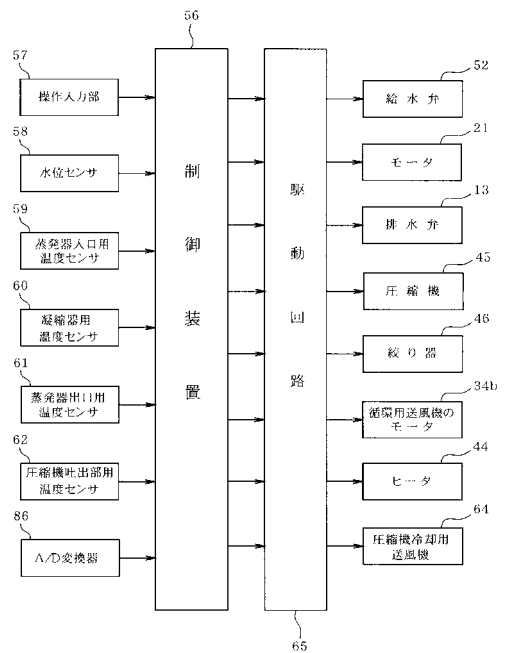 56
57
操作入力部
58
水位センサ
59
蒸発器入口用
温度センサ
60
凝縮器用
温度センサ
61
蒸発器出口用
温度センサ
62
圧縮機吐出部用
温度センサ
86
A/D変換器
制御装置
駆動回路
65
52
給水弁
21
モータ
13
排水弁
45
圧縮機
46
絞り器
34b
循環用送風機の
モータ
44
ヒータ
64
圧縮機冷却用
送風機